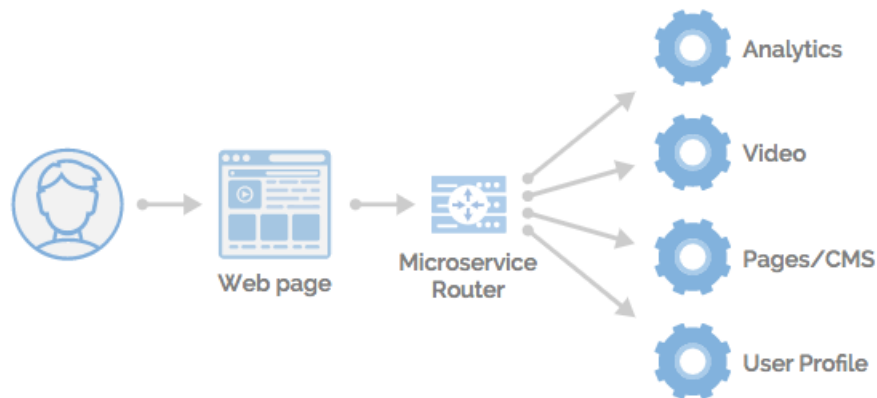 Analytics
Video
Web page
Microservice
Router
Pages/CMS
User Profile